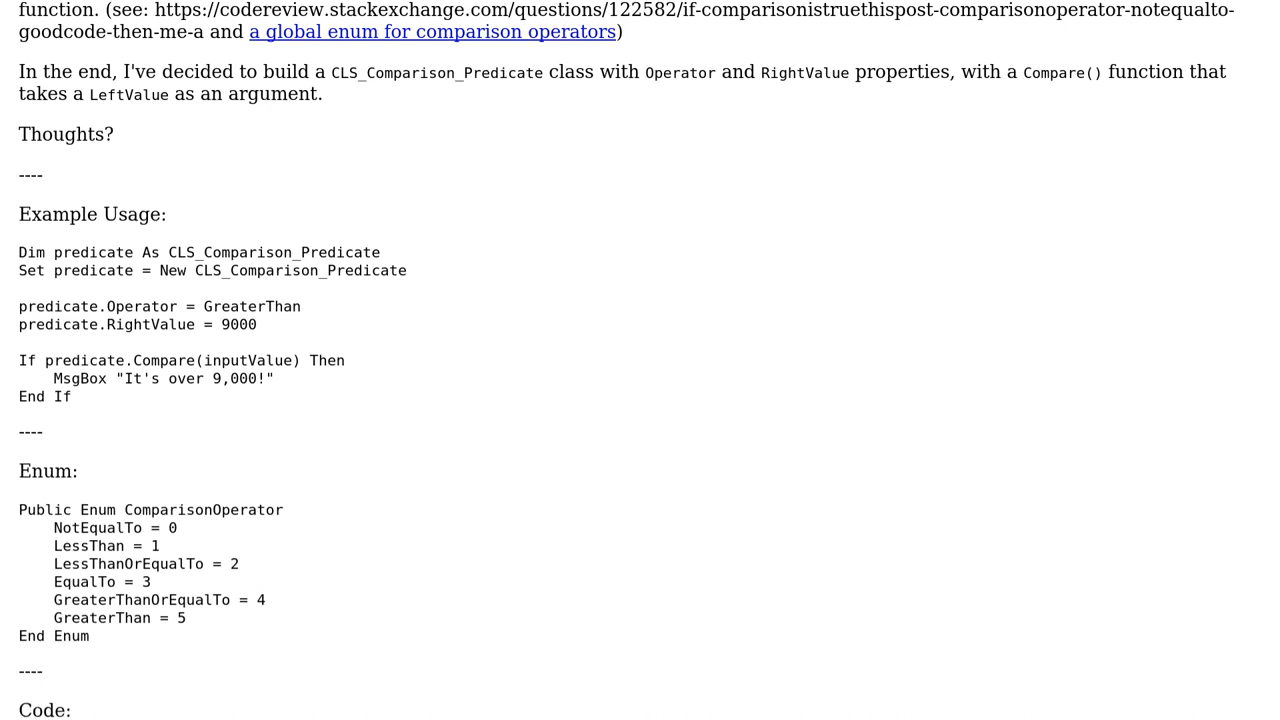 function. (see: https://codereview.stackexchange.com/questions/122582/if-comparisonistruethispost-comparisonoperator-notequalto-
goodcode-then-me-a and a global enum for comparison operators)
In the end, I've decided to build a CLS_Comparison_Predicate class with Operator and RightValue properties, with a Compare() function that
takes a LeftValue as an argument.
Thoughts?
----
Example Usage:
Dim predicate As CLS_Comparison_Predicate
Set predicate = New CLS_Comparison_Predicate
predicate.Operator = GreaterThan
predicate.RightValue = 9000
If predicate.Compare(inputValue) Then
    MsgBox "It's over 9,000!"
End If
----
Enum:
Public Enum ComparisonOperator
    NotEqualTo = 0
    LessThan = 1
    LessThanOrEqualTo = 2
    EqualTo = 3
    GreaterThanOrEqualTo = 4
    GreaterThan = 5
End Enum
----
Code: